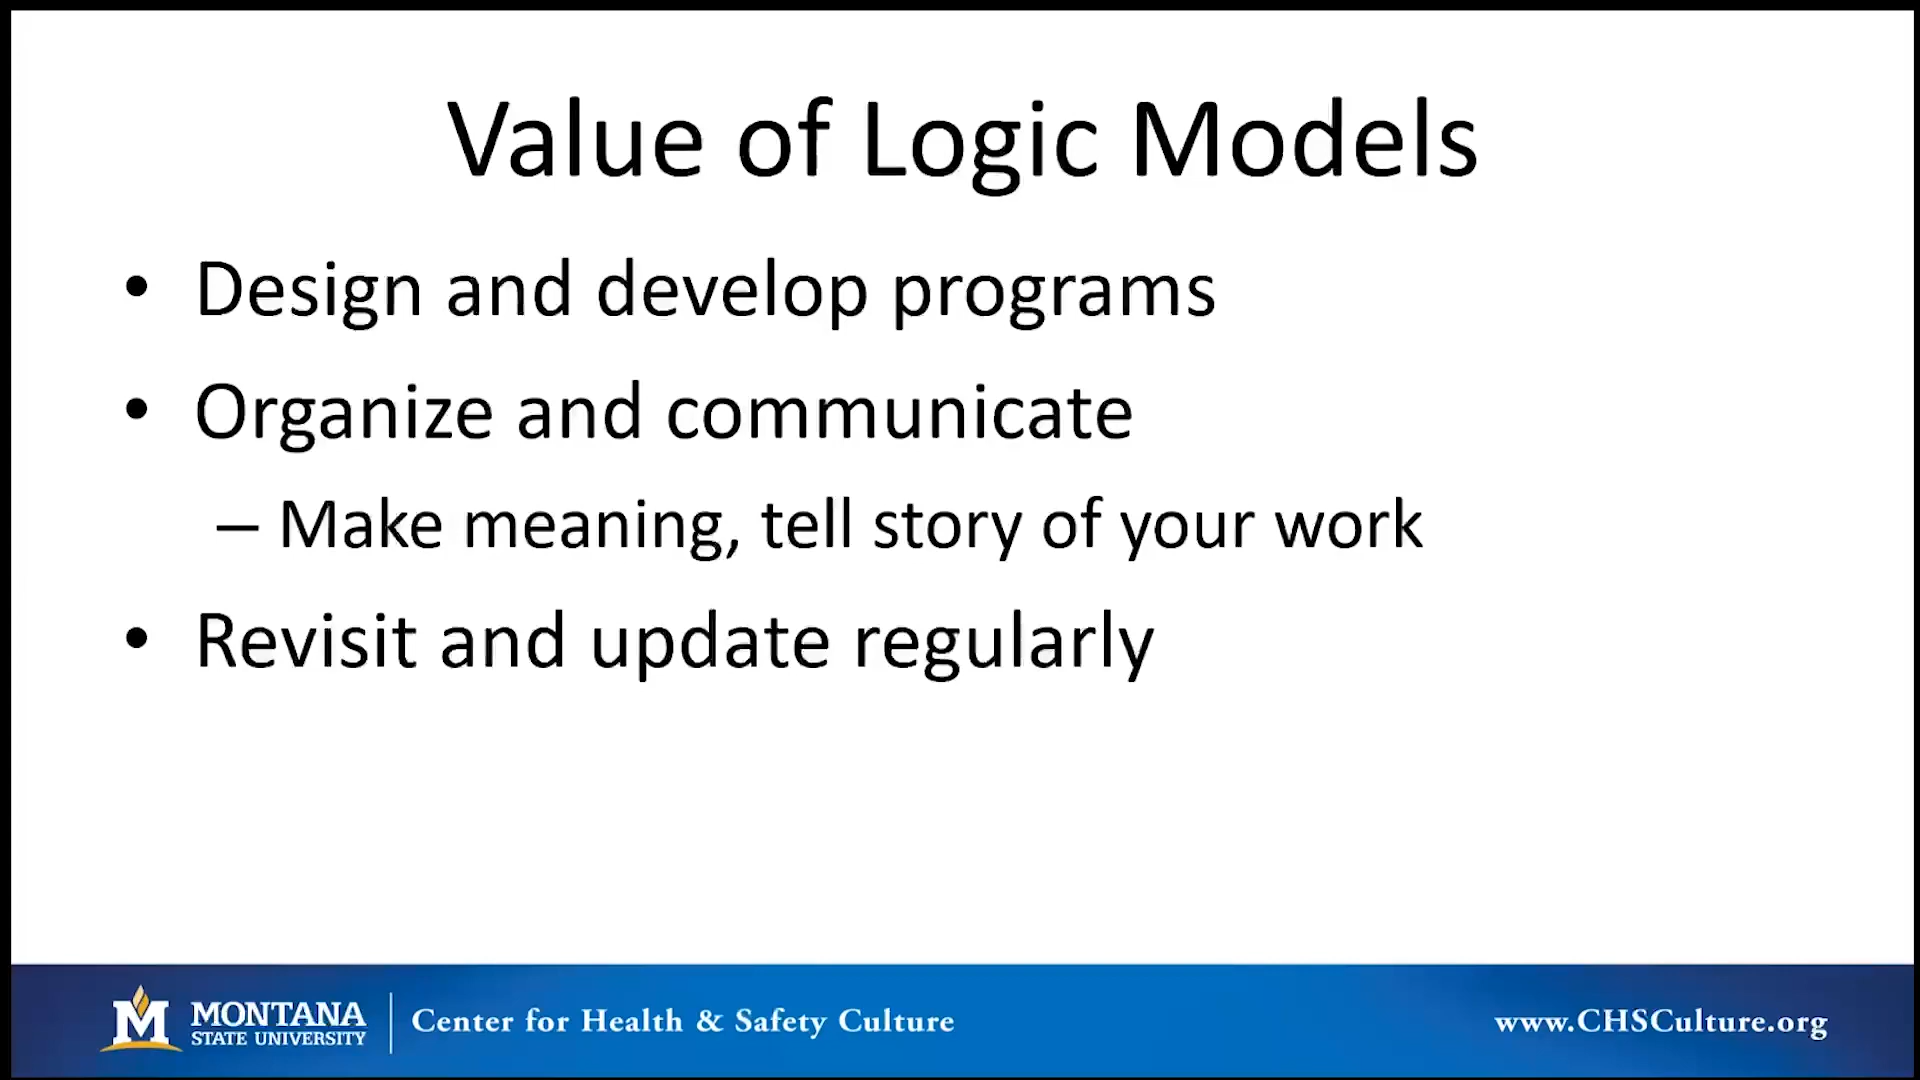 Value of Logic Models
• Design and develop programs
• Organize and communicate
– Make meaning, tell story of your work
• Revisit and update regularly
M MONTANA
STATE UNIVERSITY
Center for Health & Safety Culture
www.CHSCulture.org